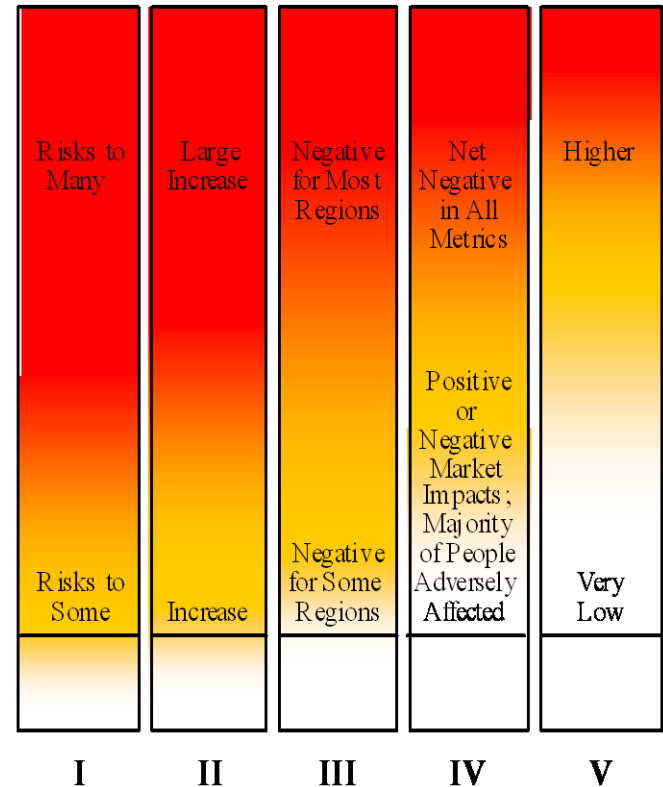 Risks to
Many
Large
Increase
Negative
for Most
Regions
Net
Negative
in All
Metrics
Higher
Risks to
Some
Increase
Negative
for Some
Regions
Positive
or
Negative
Market
Impacts;
Majority
of People
Adversely
Affected
Very
Low
I
II
III
IV
V